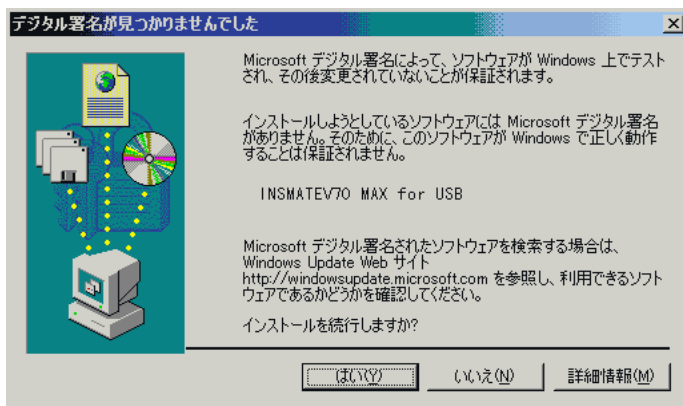 デジタル署名が見つかりませんでした
Microsoft デジタル署名によって、ソフトウェアが Windows 上でテスト
され、その後変更されていないことが保証されます。
インストールしようとしているソフトウェアには Microsoft デジタル署名
がありません。そのために、このソフトウェアが Windows で正しく動作
することは保証されません。
INSMATEV70 MAX for USB
Microsoft デジタル署名されたソフトウェアを検索する場合は、
Windows Update Web サイト
http://windowsupdate.microsoft.com を参照し、利用できるソフト
ウェアであるかどうかを確認してください。
インストールを続行しますか?
はい(Y) いいえ(N) 詳細情報(M)